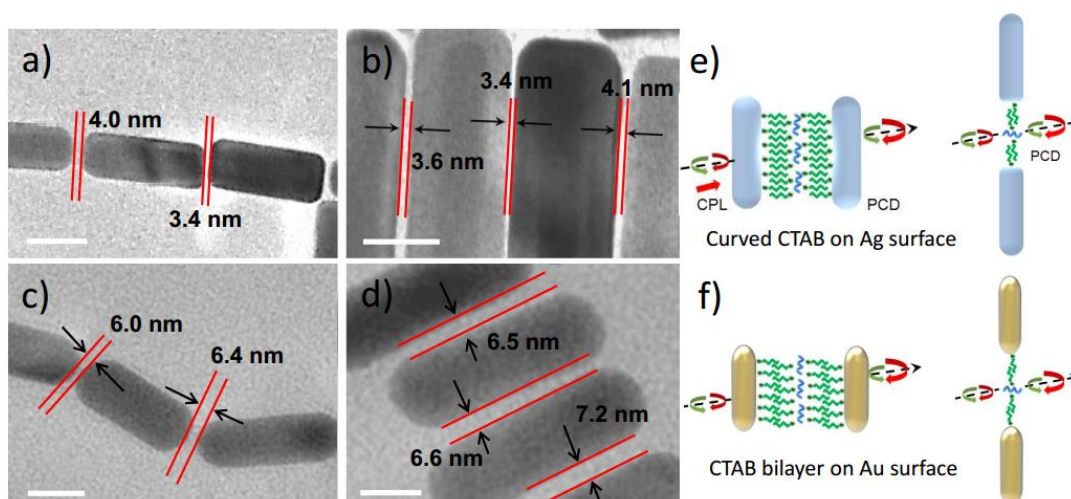 a)
4.0 nm
3.4 nm
b)
3.4 nm
4.1 nm
3.6 nm
c)
6.0 nm
6.4 nm
d)
6.5 nm
7.2 nm
6.6 nm
e)
CPL
PCD
PCD
Curved CTAB on Ag surface
f)
CTAB bilayer on Au surface